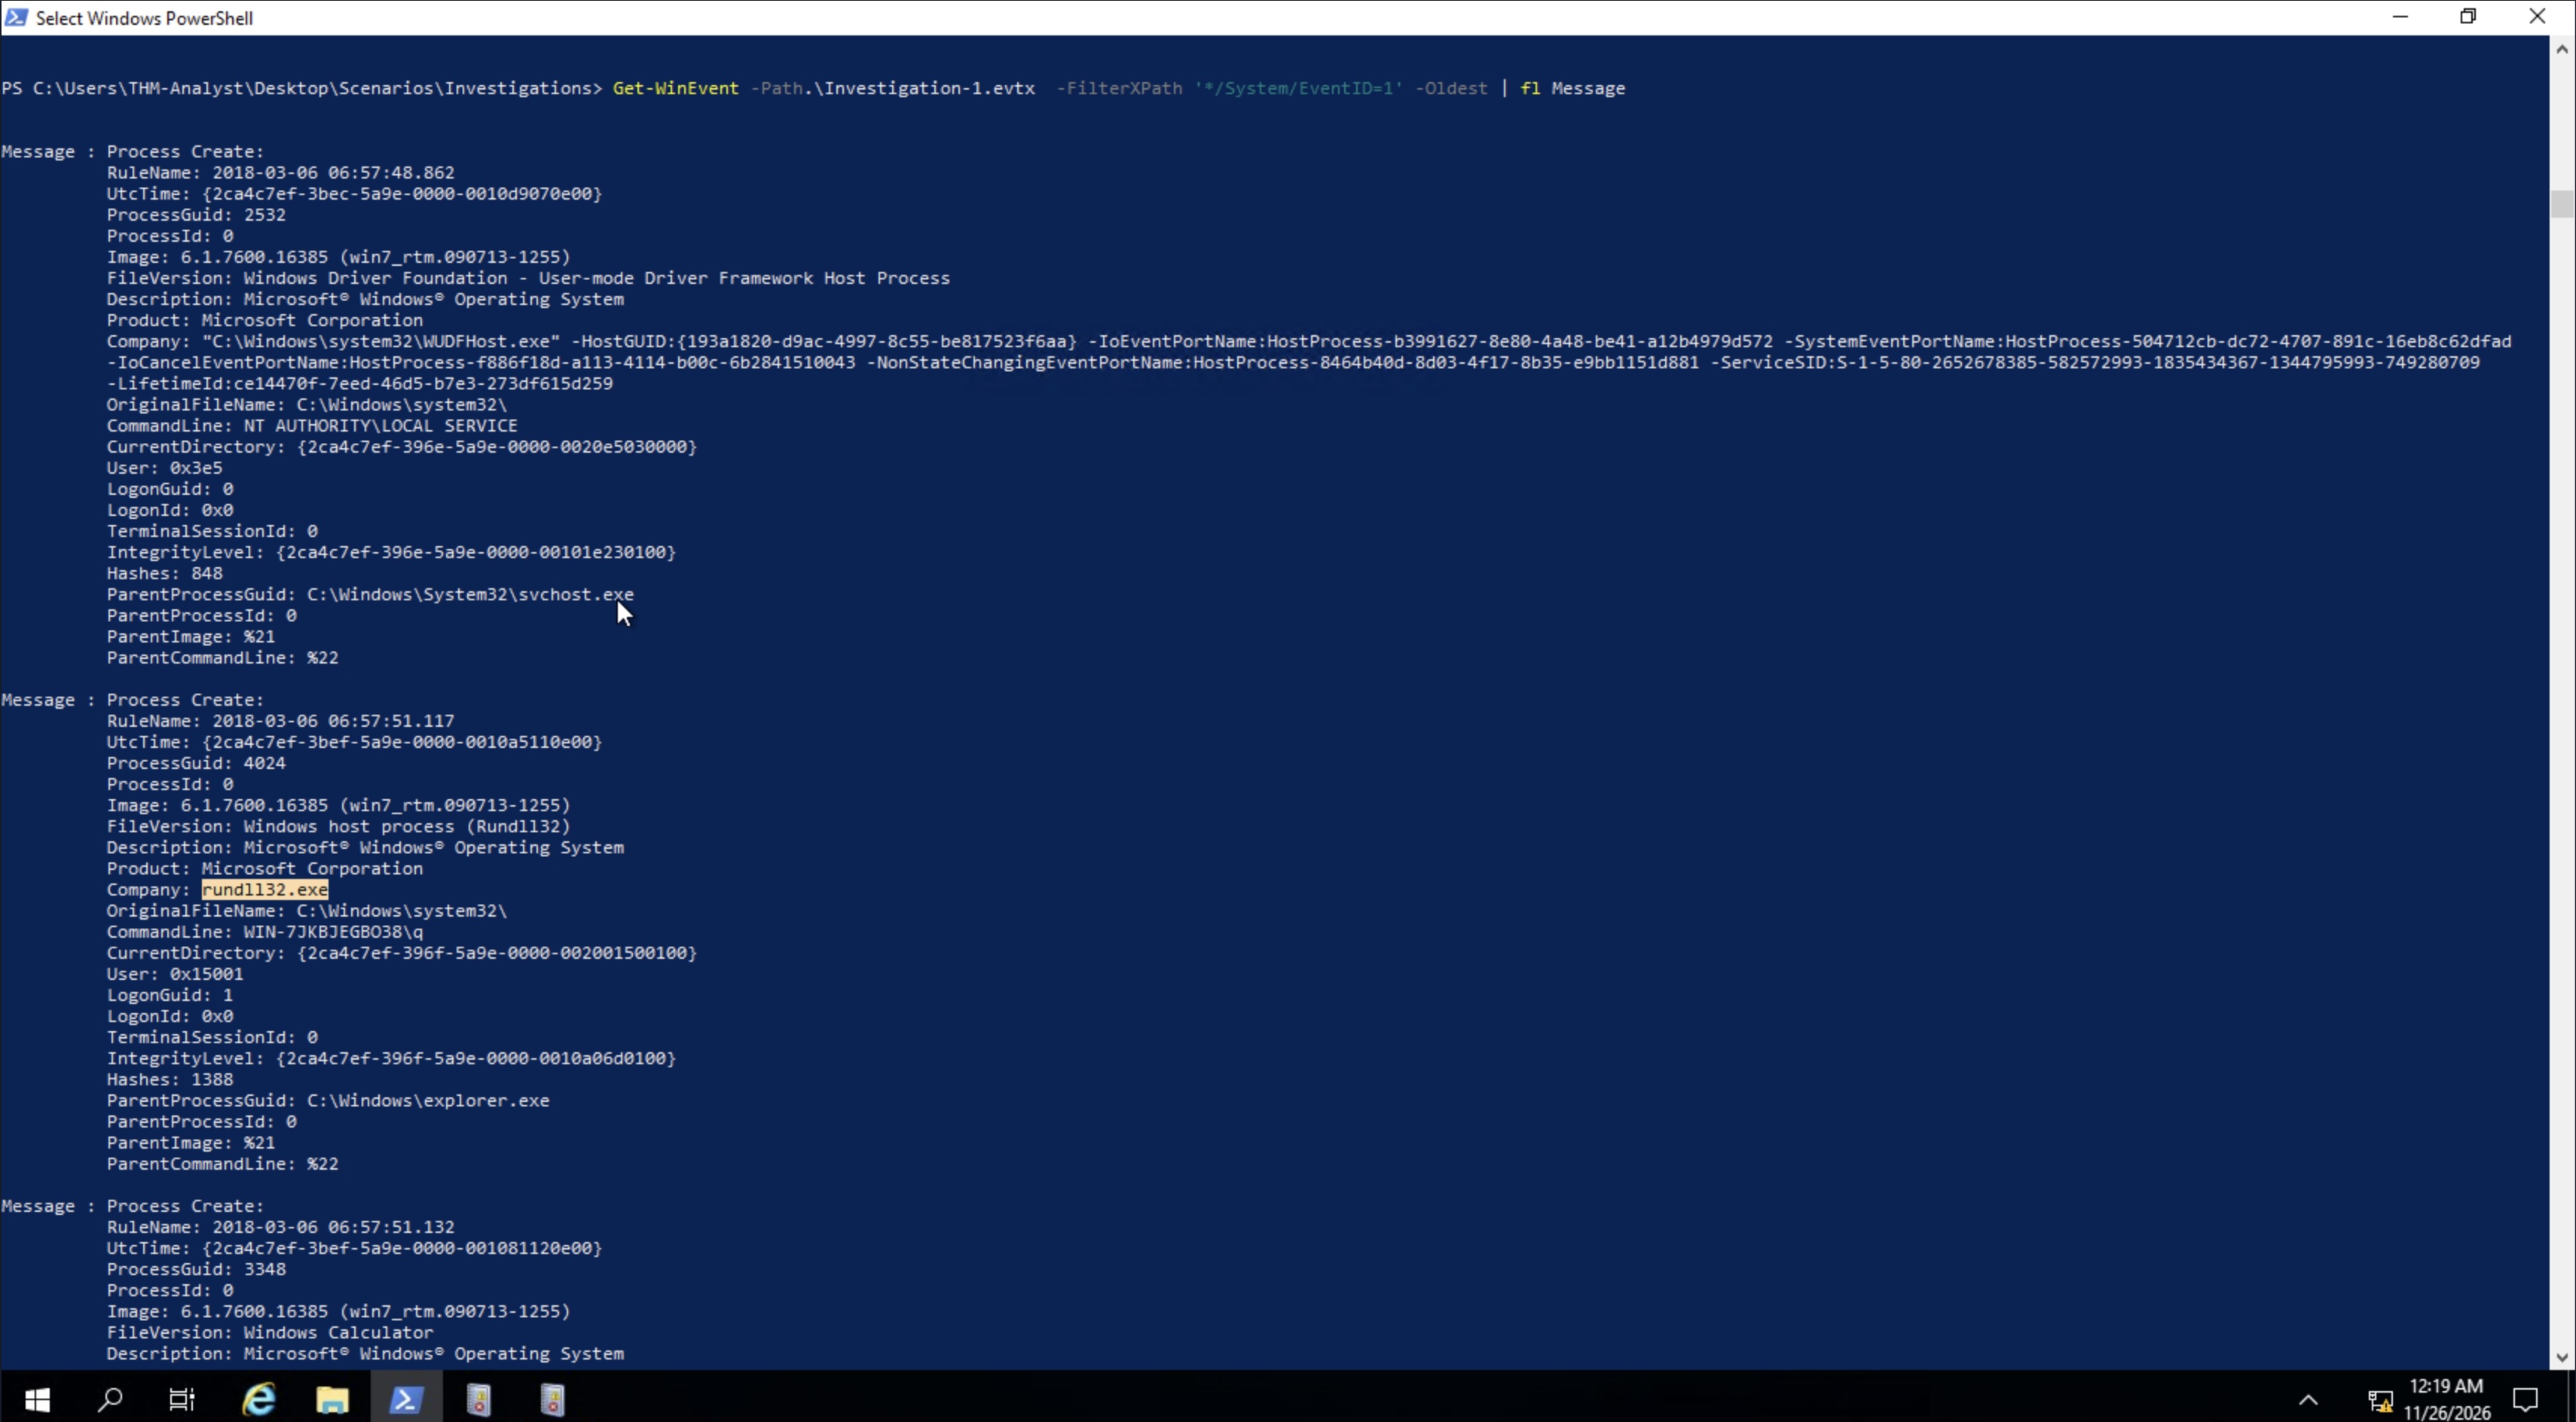 Select Windows PowerShell
PS C:\Users\THM-Analyst\Desktop\Scenarios\Investigations> Get-WinEvent -Path.\Investigation-1.evtx  -FilterXPath '*/System/EventID=1' -Oldest | fl Message
Message : Process Create:
RuleName: 2018-03-06 06:57:48.862
UtcTime: {2ca4c7ef-3bec-5a9e-0000-0010d9070e00}
ProcessGuid: 2532
ProcessId: 0
Image: 6.1.7600.16385 (win7_rtm.090713-1255)
FileVersion: Windows Driver Foundation - User-mode Driver Framework Host Process
Description: Microsoft® Windows® Operating System
Product: Microsoft Corporation
Company: "C:\Windows\system32\WUDFHost.exe" -HostGUID:{193a1820-d9ac-4997-8c55-be817523f6aa} -IoEventPortName:HostProcess-b3991627-8e80-4a48-be41-a12b4979d572 -SystemEventPortName:HostProcess-504712cb-dc72-4707-891c-16eb8c62dfad
-IoCancelEventPortName:HostProcess-f886f18d-a113-4114-b00c-6b2841510043 -NonStateChangingEventPortName:HostProcess-8464b40d-8d03-4f17-8b35-e9bb1151d881 -ServiceSID:S-1-5-80-2652678385-582572993-1835434367-1344795993-749280709
-LifetimeId:ce14470f-7eed-46d5-b7e3-273df615d259
OriginalFileName: C:\Windows\system32\
CommandLine: NT AUTHORITY\LOCAL SERVICE
CurrentDirectory: {2ca4c7ef-396e-5a9e-0000-0020e5030000}
User: 0x3e5
LogonGuid: 0
LogonId: 0x0
TerminalSessionId: 0
IntegrityLevel: {2ca4c7ef-396e-5a9e-0000-00101e230100}
Hashes: 848
ParentProcessGuid: C:\Windows\System32\svchost.exe
ParentProcessId: 0
ParentImage: %21
ParentCommandLine: %22
Message : Process Create:
RuleName: 2018-03-06 06:57:51.117
UtcTime: {2ca4c7ef-3bef-5a9e-0000-0010a5110e00}
ProcessGuid: 4024
ProcessId: 0
Image: 6.1.7600.16385 (win7_rtm.090713-1255)
FileVersion: Windows host process (Rundll32)
Description: Microsoft® Windows® Operating System
Product: Microsoft Corporation
Company: rundll32.exe
OriginalFileName: C:\Windows\system32\
CommandLine: WIN-7JKBJEGBO38\q
CurrentDirectory: {2ca4c7ef-396f-5a9e-0000-002001500100}
User: 0x15001
LogonGuid: 1
LogonId: 0x0
TerminalSessionId: 0
IntegrityLevel: {2ca4c7ef-396f-5a9e-0000-0010a06d0100}
Hashes: 1388
ParentProcessGuid: C:\Windows\explorer.exe
ParentProcessId: 0
ParentImage: %21
ParentCommandLine: %22
Message : Process Create:
RuleName: 2018-03-06 06:57:51.132
UtcTime: {2ca4c7ef-3bef-5a9e-0000-001081120e00}
ProcessGuid: 3348
ProcessId: 0
Image: 6.1.7600.16385 (win7_rtm.090713-1255)
FileVersion: Windows Calculator
Description: Microsoft® Windows® Operating System
12:19 AM
11/26/2026